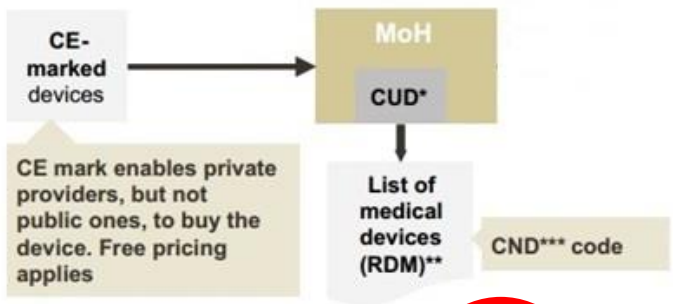 CE-
marked
devices
MoH
CUD*
CE mark enables private
providers, but not
public ones, to buy the
device. Free pricing
applies
List of
medical
devices
(RDM)**
CND*** code